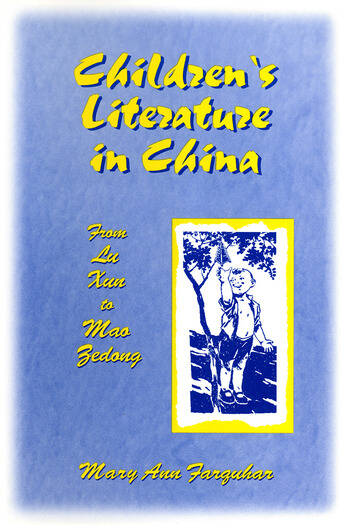 Children's
Literature
in China
From
Lu
Xun
to
Mao
Zedong
Mary Ann Farquhar